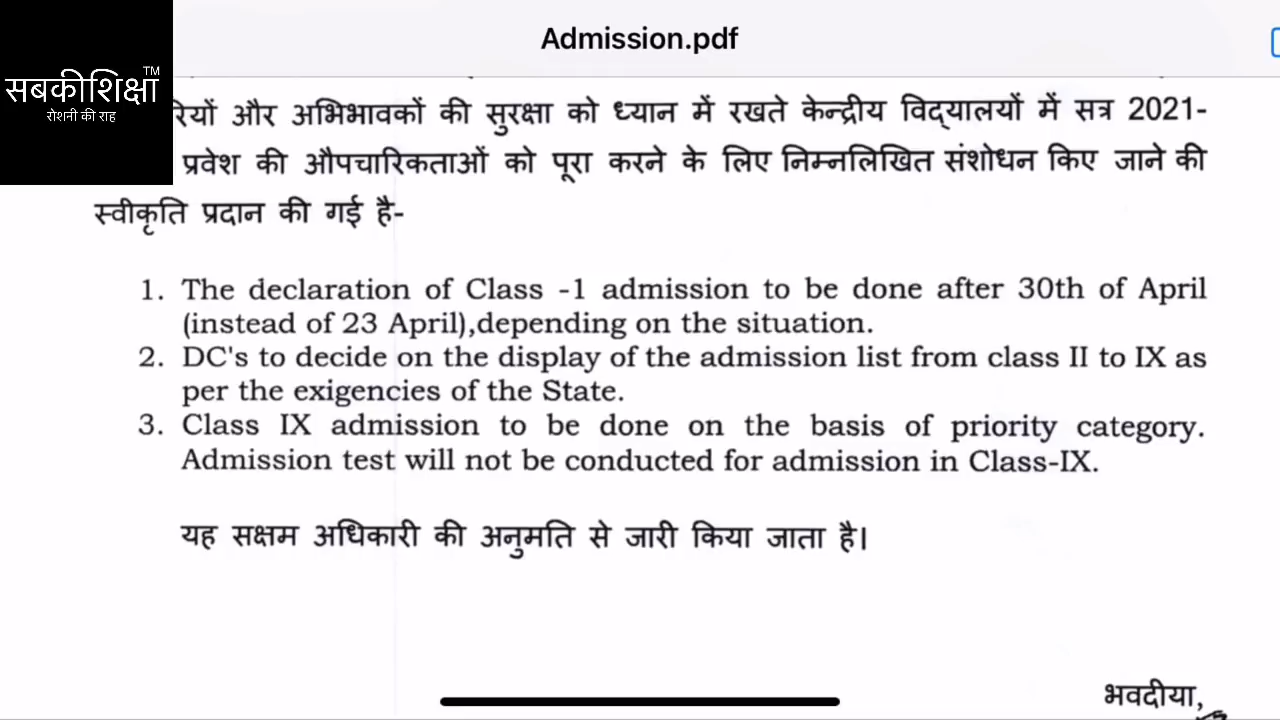 Admission.pdf
सबकीशिक्षा™
रोशनी की राह
और अभिभावकों की सुरक्षा को ध्यान में रखते केन्द्रीय विद्यालयों में सत्र 2021-
प्रवेश की औपचारिकताओं को पूरा करने के लिए निम्नलिखित संशोधन किए जाने की
स्वीकृति प्रदान की गई है-
1. The declaration of Class -1 admission to be done after 30th of April
(instead of 23 April),depending on the situation.
2. DC's to decide on the display of the admission list from class II to IX as
per the exigencies of the State.
3. Class IX admission to be done on the basis of priority category.
Admission test will not be conducted for admission in Class-IX.
यह सक्षम अधिकारी की अनुमति से जारी किया जाता है।
भवदीया,